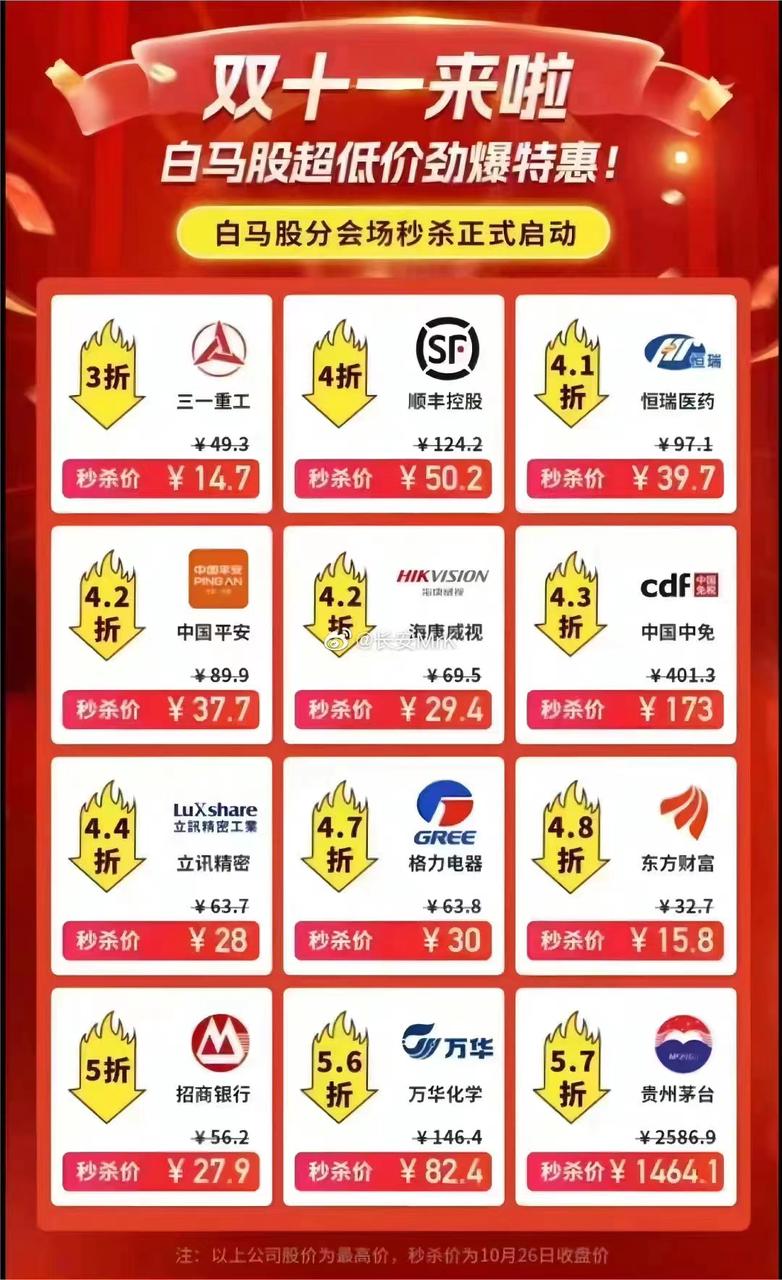 双十一来啦
白马股超低价劲爆特惠!
白马股分会场秒杀正式启动
3折
三一重工
¥49.3
秒杀价 ¥14.7
4折
SF
顺丰控股
¥124.2
秒杀价 ¥50.2
4.1
折
恒瑞
恒瑞医药
¥97.1
秒杀价 ¥39.7
4.2
折
中国平安
PING AN
中国平安
¥89.9
秒杀价 ¥37.7
4.2
折
HIKVISION
海康威视
海康威视
¥69.5
秒杀价 ¥29.4
@长安MrK
4.3
折
cdf 中国
免税
中国中免
¥401.3
秒杀价 ¥173
4.4
折
LuXshare
立訊精密工業
立讯精密
¥63.7
秒杀价 ¥28
4.7
折
GREE
格力电器
¥63.8
秒杀价 ¥30
4.8
折
东方财富
¥32.7
秒杀价 ¥15.8
5折
招商银行
¥56.2
秒杀价 ¥27.9
5.6
折
万华
万华化学
¥146.4
秒杀价 ¥82.4
5.7
折
贵州茅台
¥2586.9
秒杀价 ¥1464.1
注：以上公司股价为最高价，秒杀价为10月26日收盘价